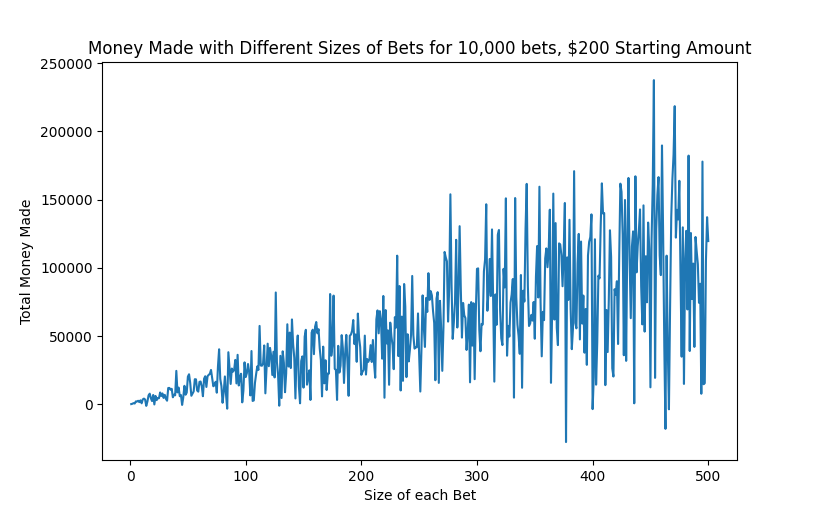 Money Made with Different Sizes of Bets for 10,000 bets, $200 Starting Amount
250000
200000
150000
100000
50000
0
Total Money Made
0 100 200 300 400 500
Size of each Bet